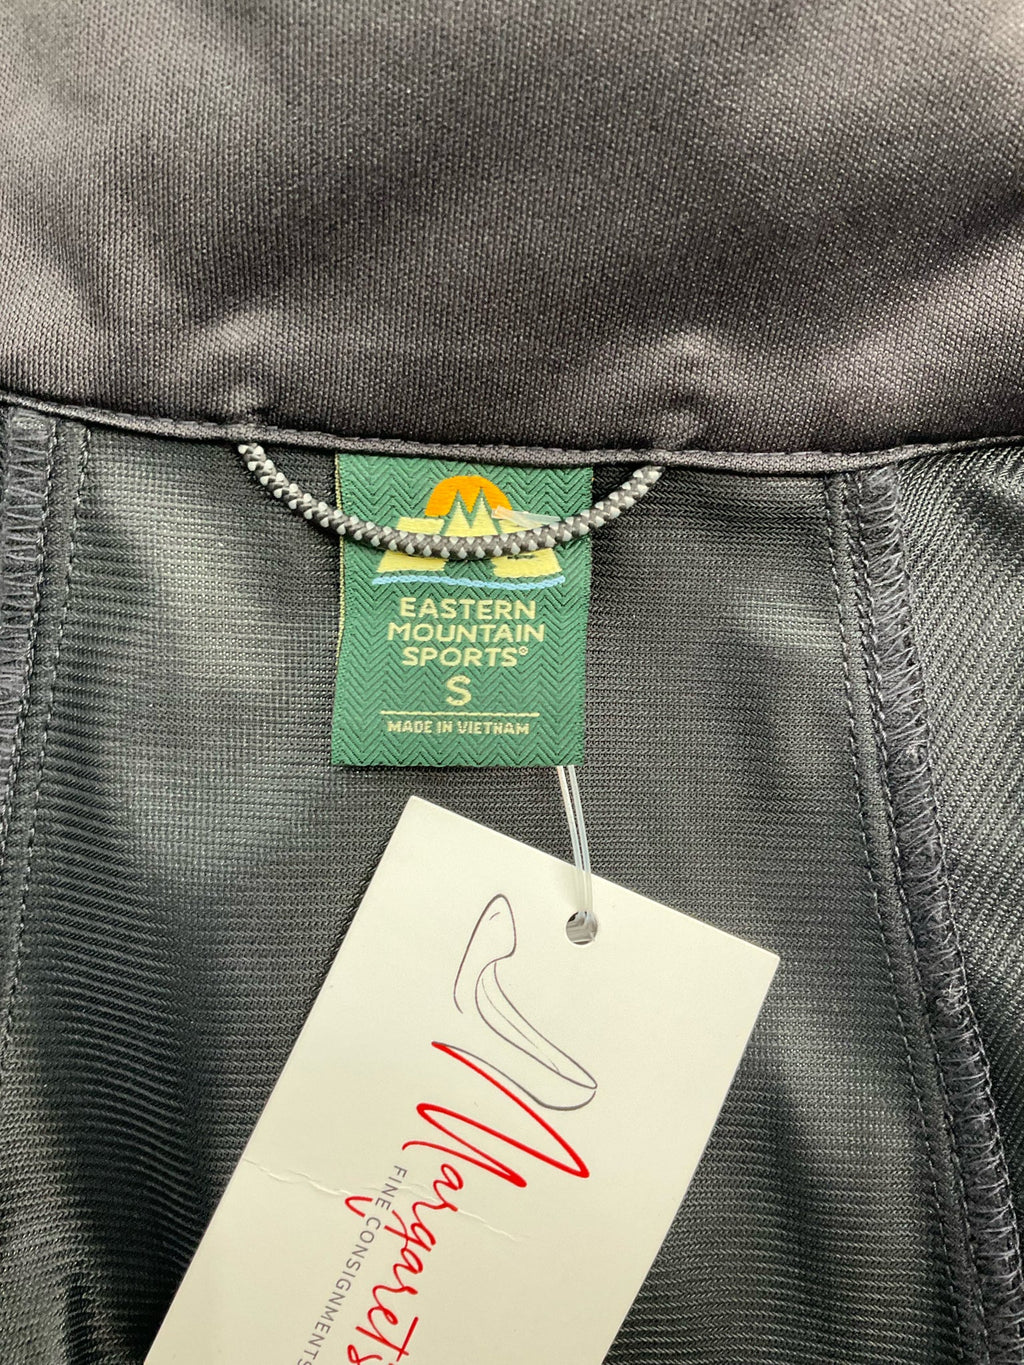 EASTERN
MOUNTAIN
SPORTS®
S
MADE IN VIETNAM
Margaret's
FINE CONSIGNMENTS